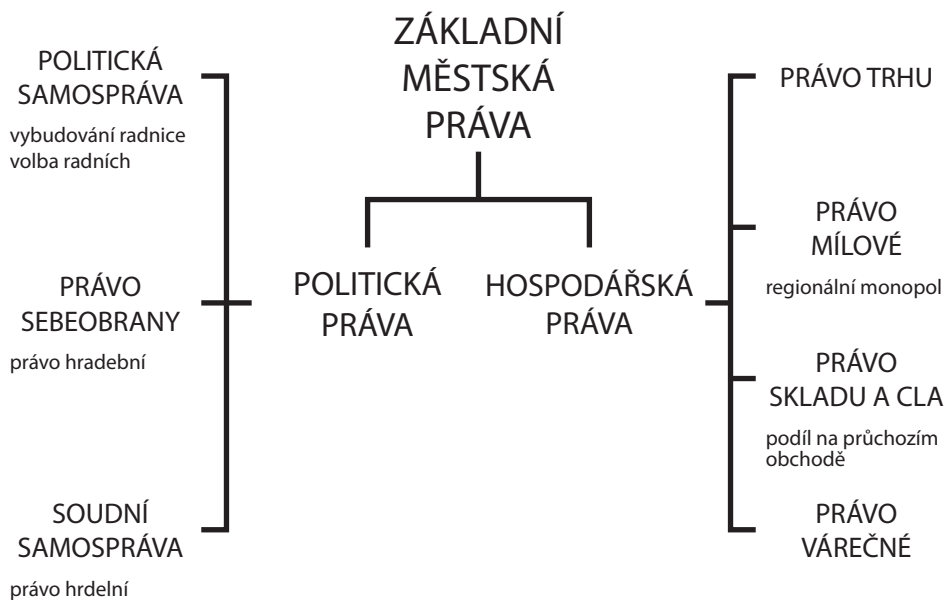 ZÁKLADNÍ
MĚSTSKÁ
PRÁVA
POLITICKÁ
PRÁVA
HOSPODÁŘSKÁ
PRÁVA
POLITICKÁ
SAMOSPRÁVA
vybudování radnice
volba radních
PRÁVO
SEBEOBRANY
právo hradební
SOUDNÍ
SAMOSPRÁVA
právo hrdelní
PRÁVO TRHU
PRÁVO
MÍLOVÉ
regionální monopol
PRÁVO
SKLADU A CLA
podíl na průchozím
obchodě
PRÁVO
VÁREČNÉ